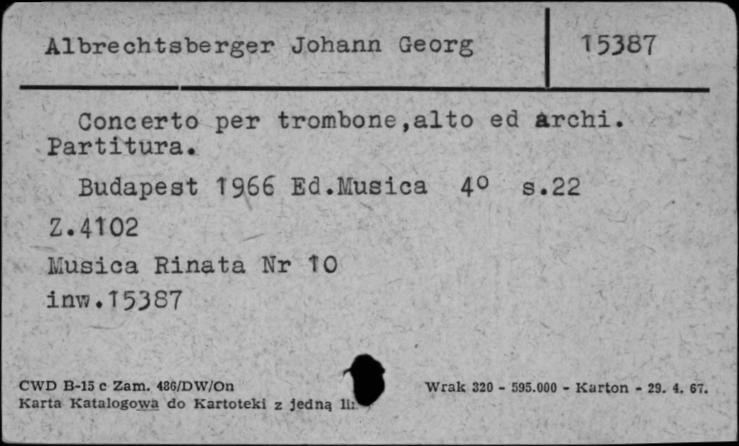 Albrechtsberger Johann Georg 15387
Concerto per trombone,alto ed archi.
Partitura.
Budapest 1966 Ed.Musica 4o s.22
Z.4102
Musica Rinata Nr 10
inw.15387
CWD B-15 c Zam. 486/DW/On Wrak 320 - 595.000 - Karton - 29. 4. 67.
Karta Katalogowa do Kartoteki z jedną